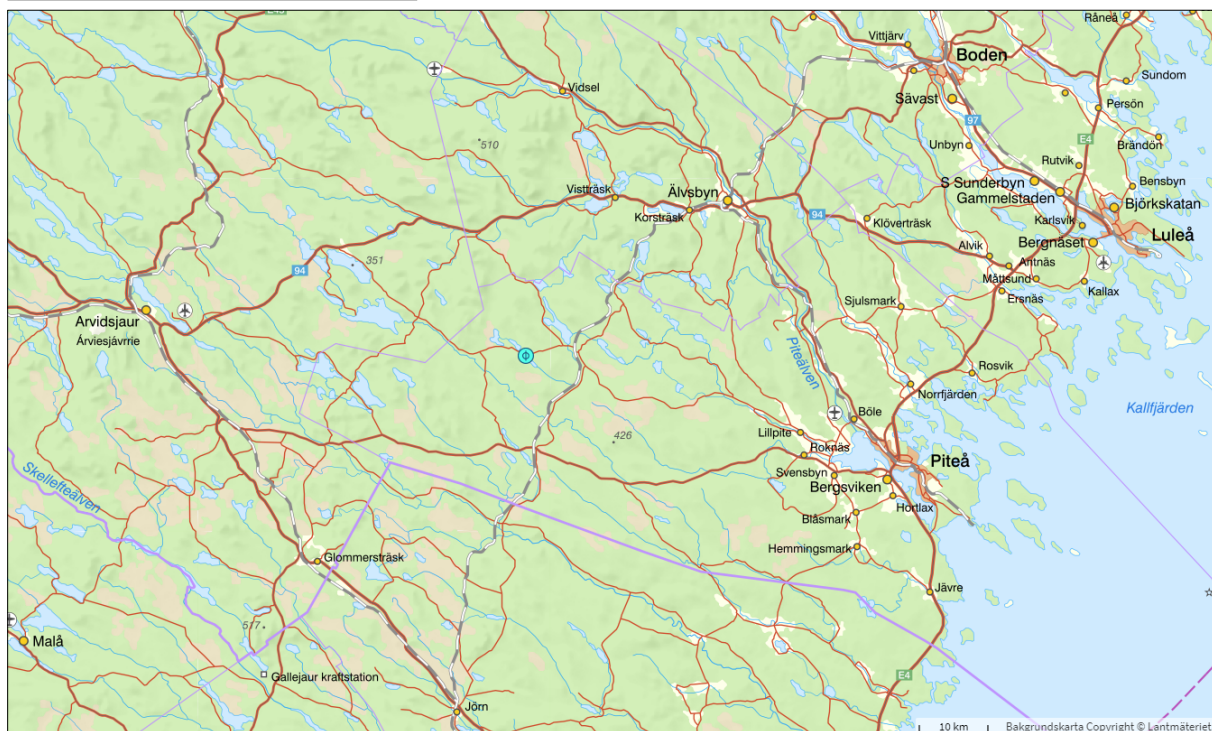 E45
Råneå
Vittjärv
Boden
Vidsel
Sundom
Sävast
Persön
97
E4
510
Unbyn
Brändön
Rutvik
S Sunderbyn
Bensbyn
Vistträsk
Älvsbyn
Gammelstaden
Björkskatan
Korsträsk
94
Klöverträsk
Karlsvik
Luleå
Alvik
Bergnäset
351
94
Antnäs
Måttsund
Kallax
Ersnäs
Sjulsmark
Arvidsjaur
Árviesjávrrie
Piteälven
Rosvik
Norrfjärden
Kallfjärden
Böle
Lillpite
426
Roknäs
Piteå
Svensbyn
Bergsviken
Skellefteälven
Hortlax
Blåsmark
Hemmingsmark
Glommersträsk
Jävre
517
Malå
E4
Gallejaur kraftstation
Jörn
10 km
Bakgrundskarta Copyright © Lantmäteriet